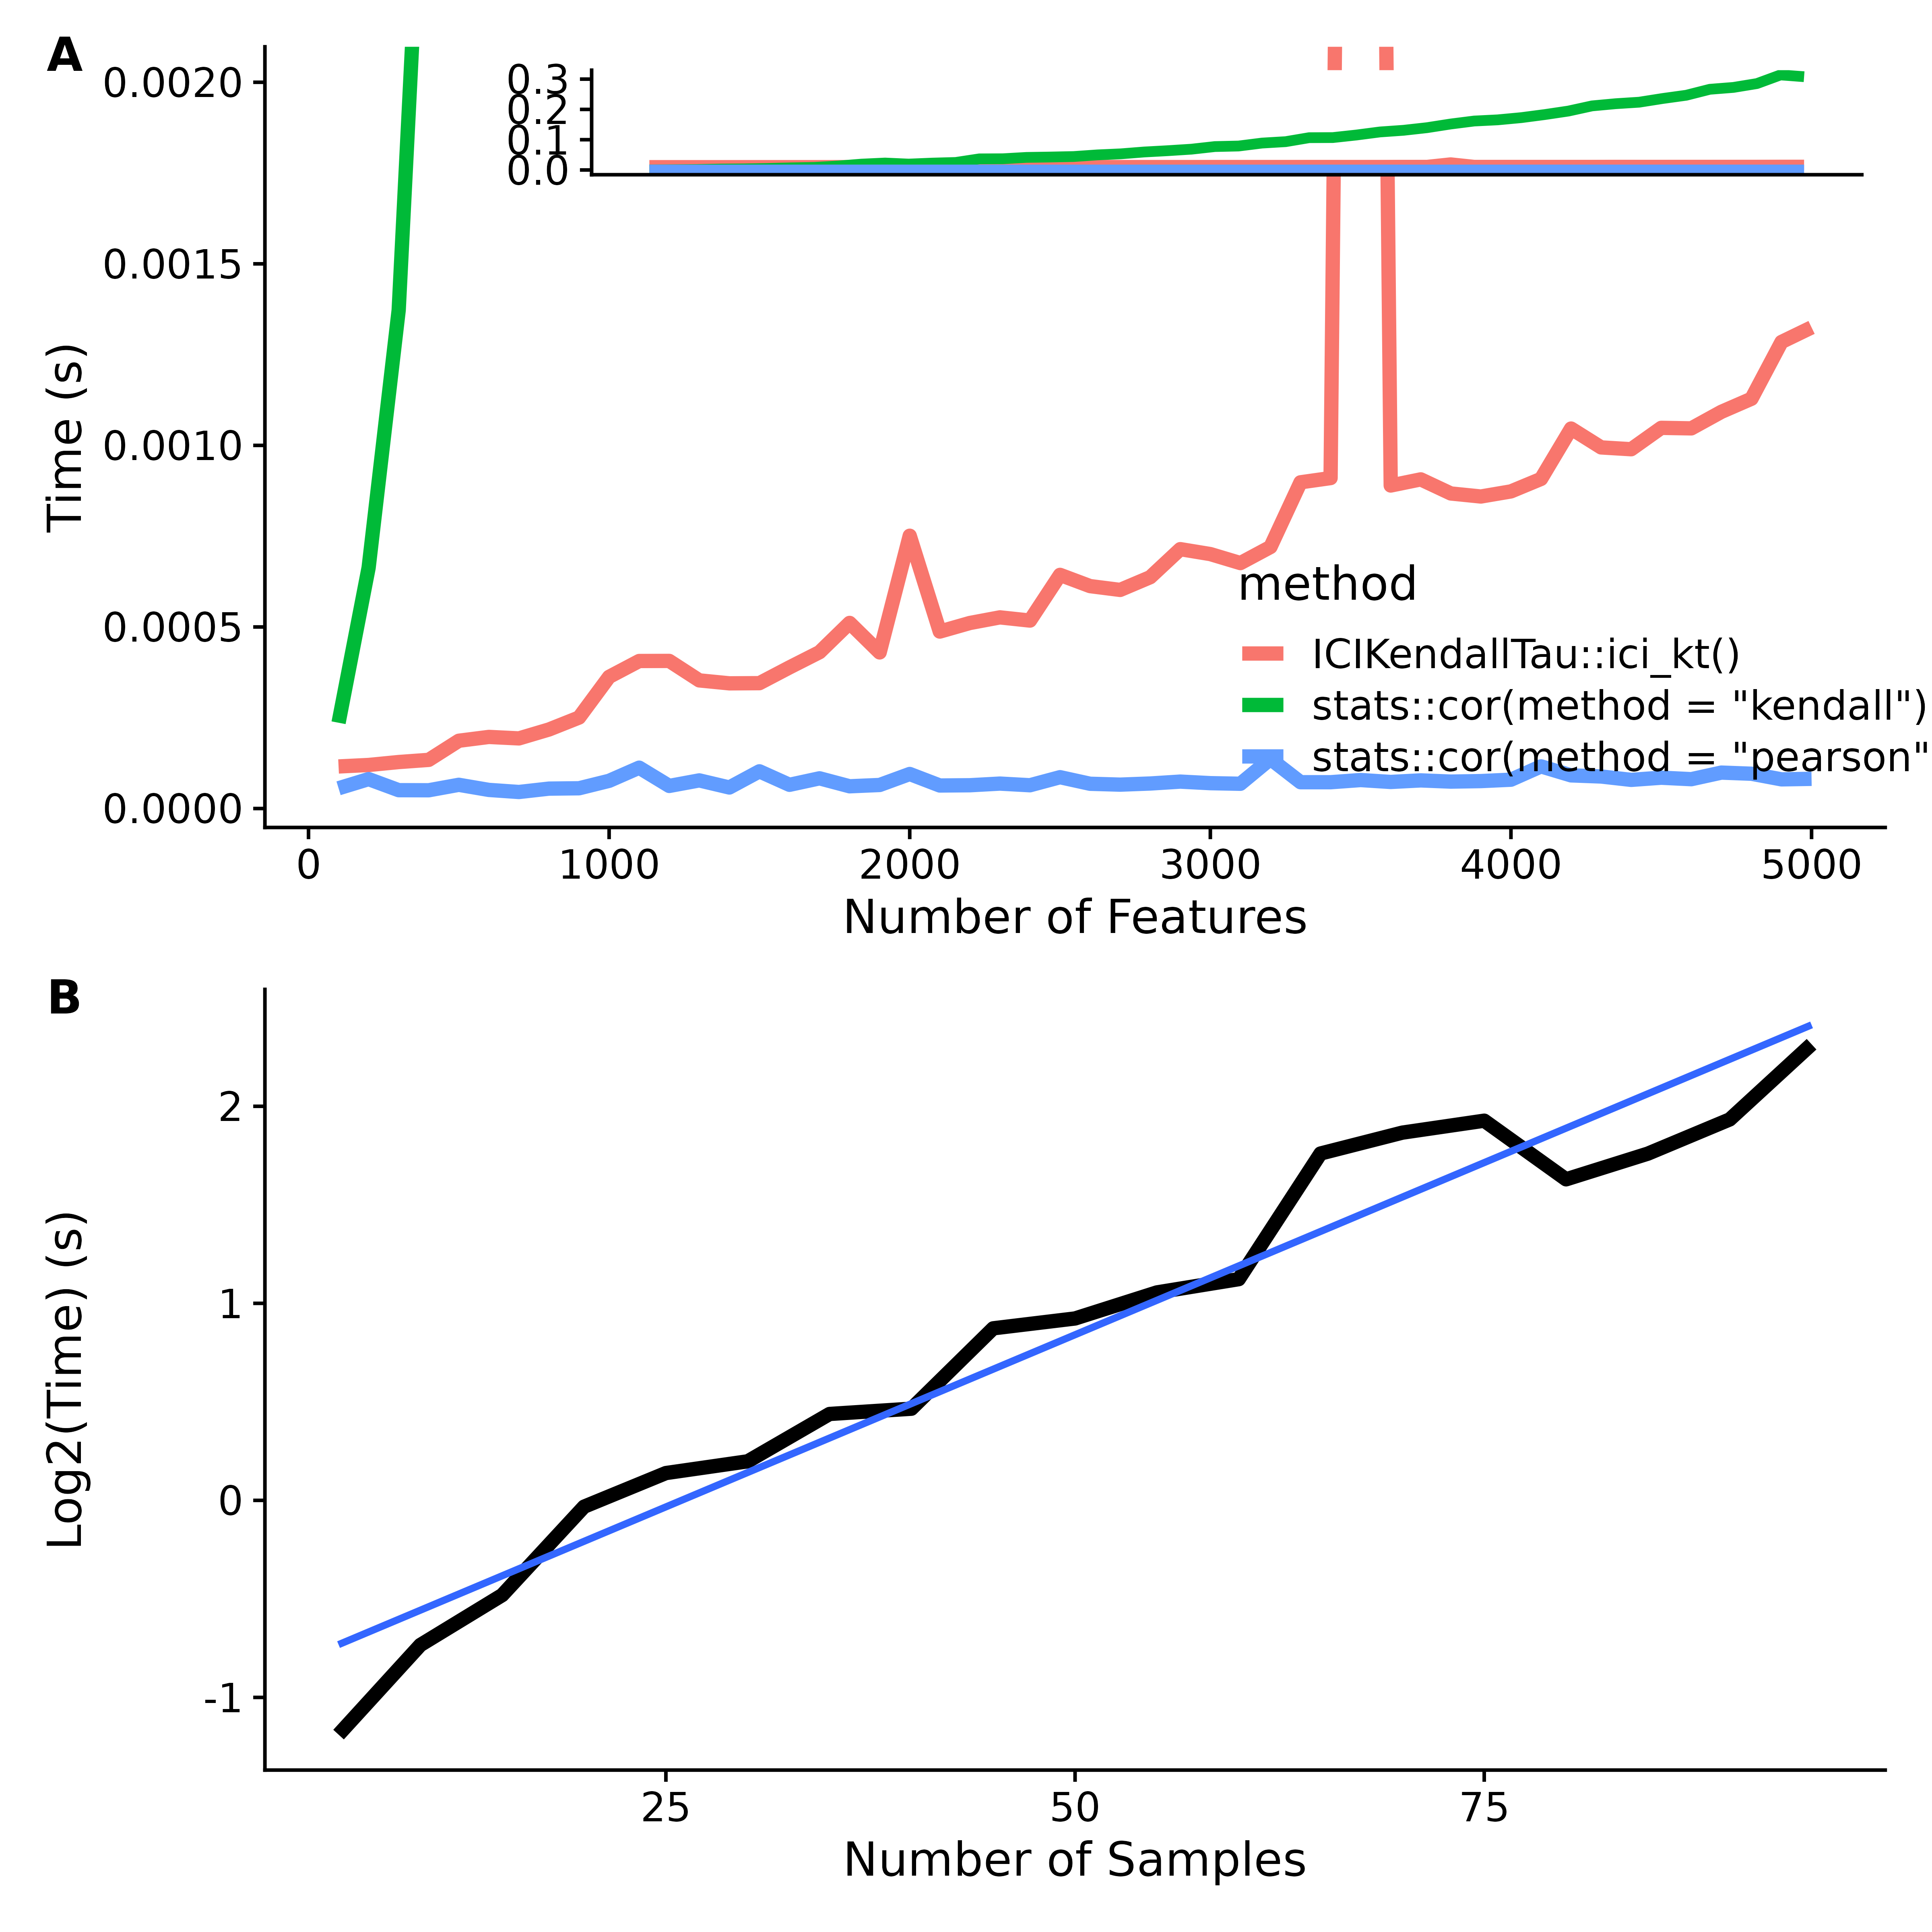 A
0.0020
0.0015
0.0010
0.0005
0.0000
Time (s)
0.3
0.2
0.1
0.0
method
ICIKendallTau::ici_kt()
stats::cor(method = "kendall")
stats::cor(method = "pearson"
0 1000 2000 3000 4000 5000
Number of Features
B
2
1
0
-1
Log2(Time) (s)
25 50 75
Number of Samples